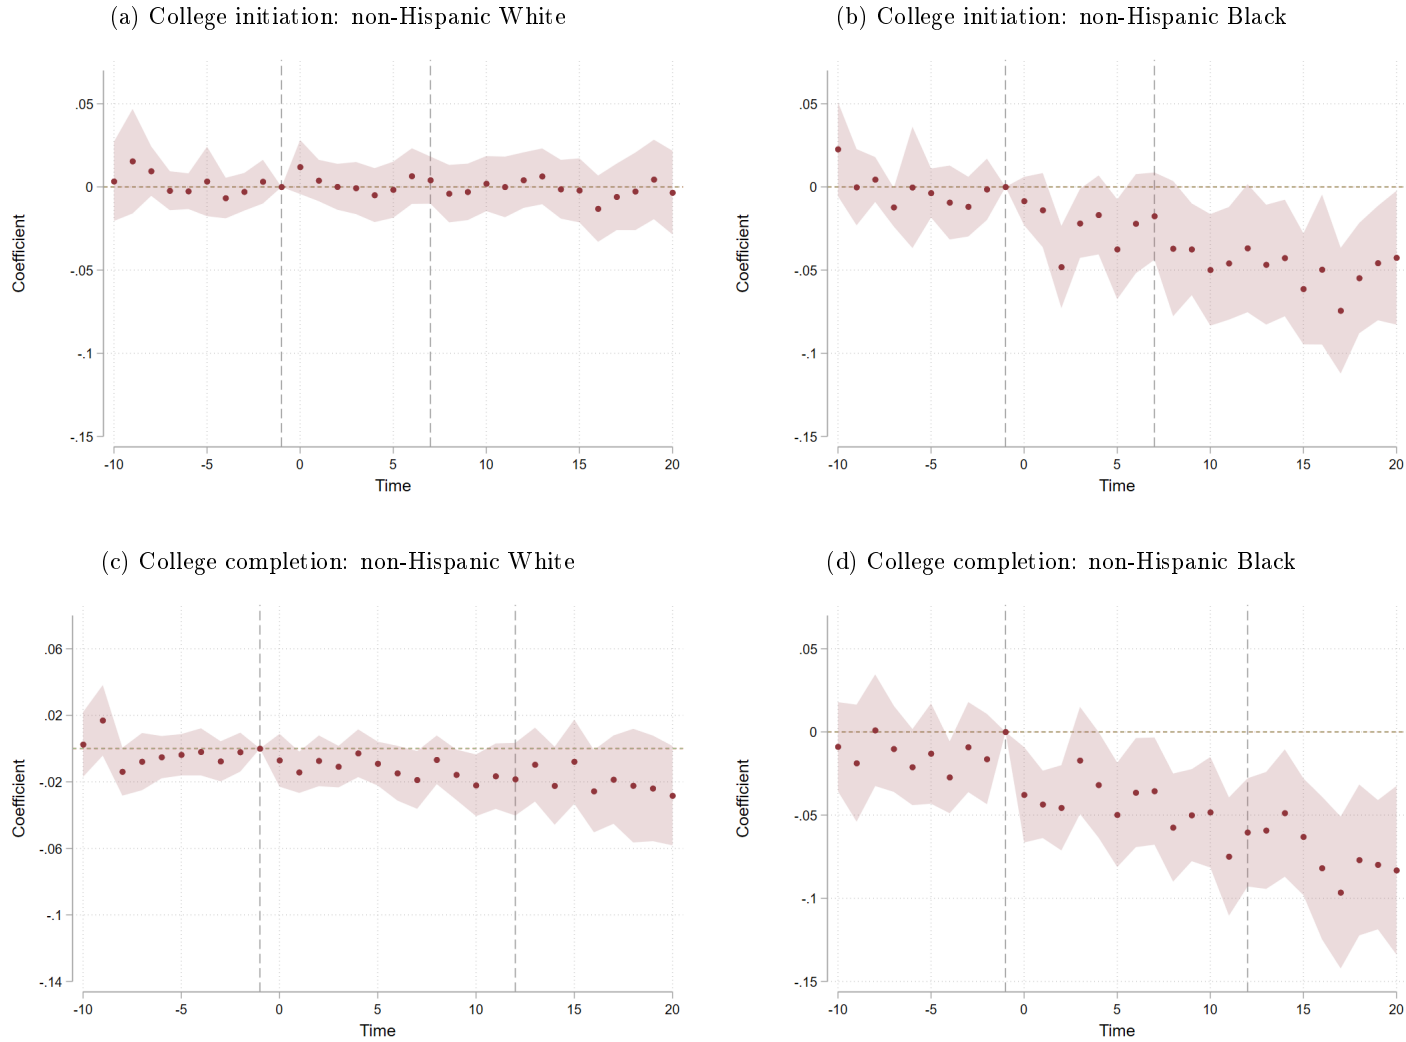 (a) College initiation: non-Hispanic White
.05
0
-.05
-.1
-.15
Coefficient
-10 -5 0 5 10 15 20
Time
(b) College initiation: non-Hispanic Black
.05
0
-.05
-.1
-.15
Coefficient
-10 -5 0 5 10 15 20
Time
(c) College completion: non-Hispanic White
.06
.02
-.02
-.06
-.1
-.14
Coefficient
-10 -5 0 5 10 15 20
Time
(d) College completion: non-Hispanic Black
.05
0
-.05
-.1
-.15
Coefficient
-10 -5 0 5 10 15 20
Time